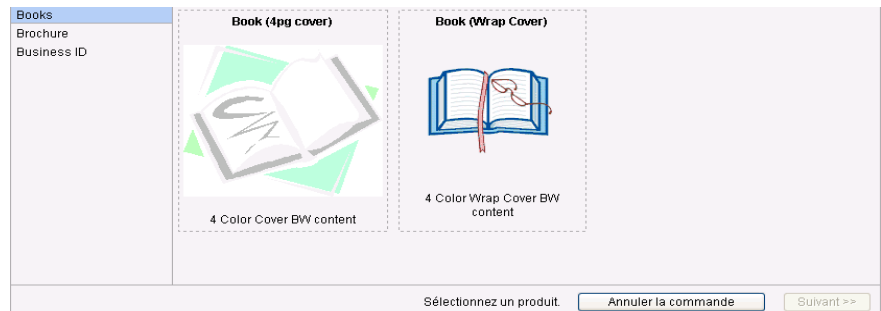 Books
Brochure
Business ID
Book (4pg cover)
4 Color Cover BW content
Book (Wrap Cover)
4 Color Wrap Cover BW
content
Sélectionnez un produit.
Annuler la commande
Suivant >>